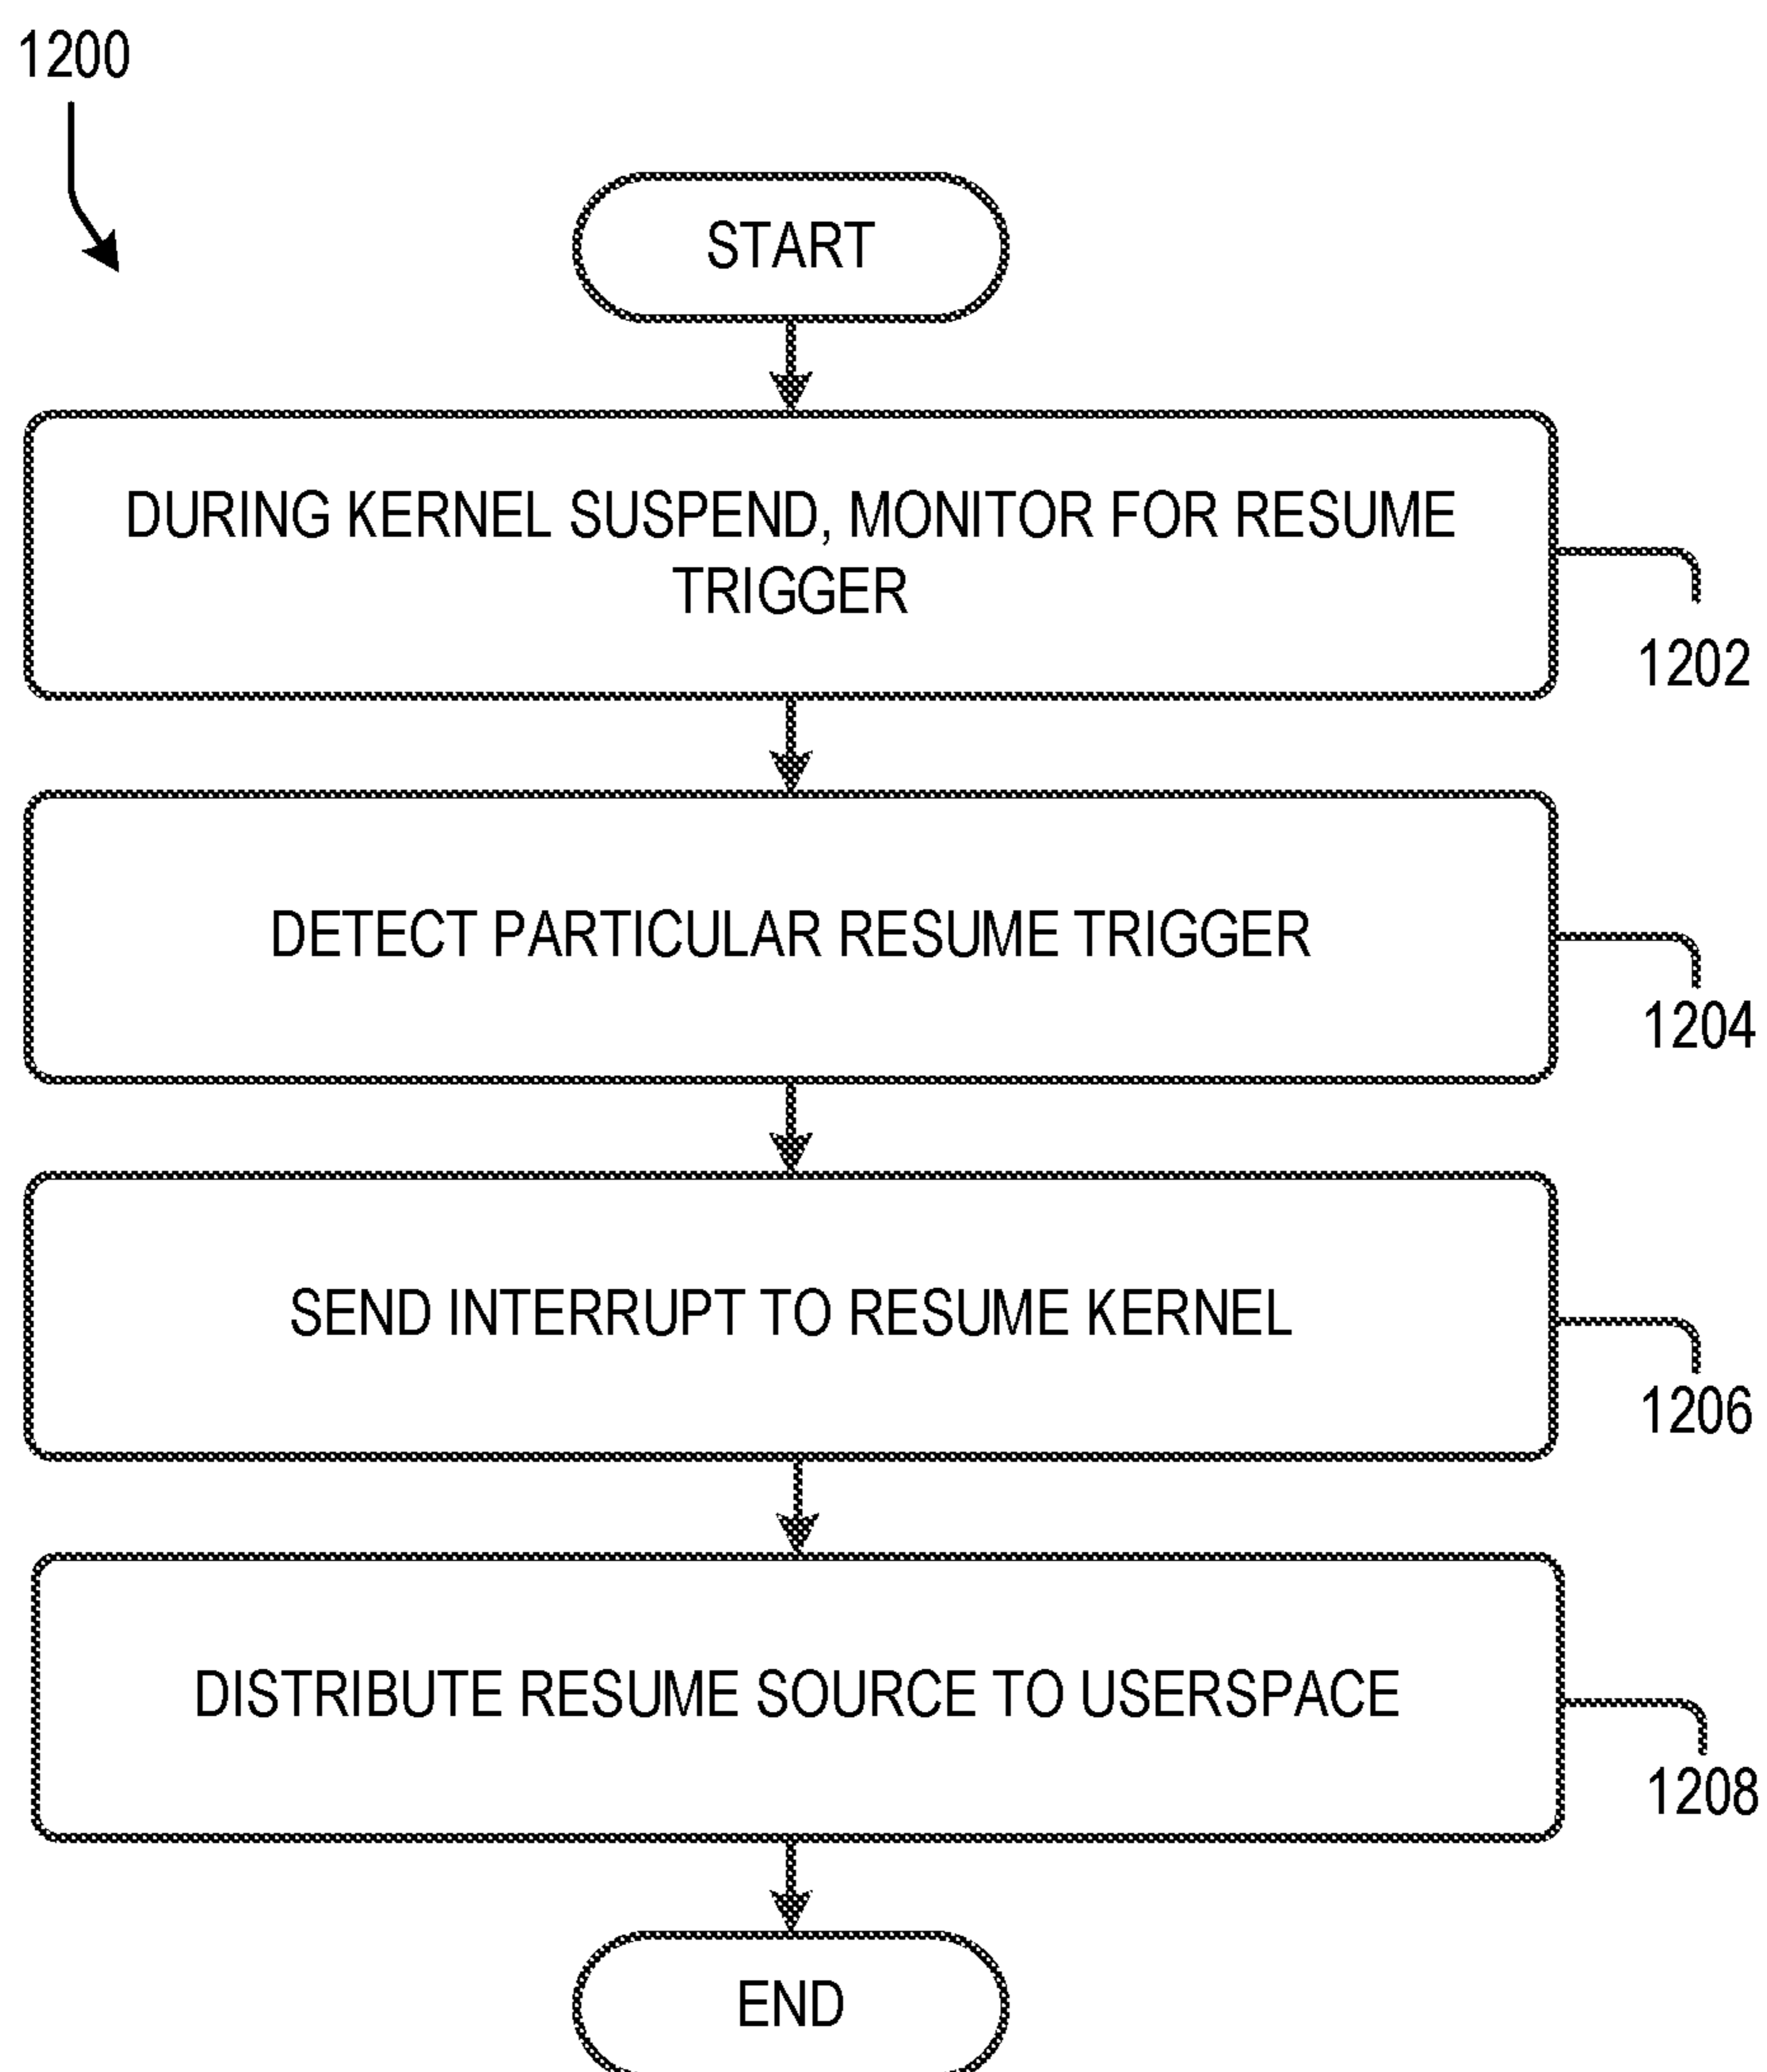 1200
START
DURING KERNEL SUSPEND, MONITOR FOR RESUME
TRIGGER
1202
DETECT PARTICULAR RESUME TRIGGER
1204
SEND INTERRUPT TO RESUME KERNEL
1206
DISTRIBUTE RESUME SOURCE TO USERSPACE
1208
END